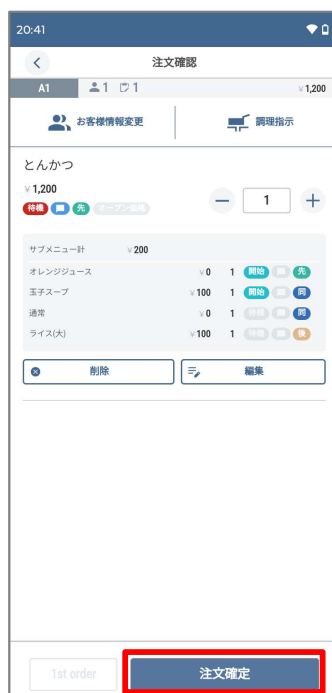 20:41
注文確認
A1 1 1 ¥1,200
お客様情報変更 調理指示
とんかつ
¥1,200
待機 先 オープン価格
1
サブメニュー計 ¥200
オレンジジュース ¥0 1 開始 先
玉子スープ ¥100 1 開始 同
通常 ¥0 1 待機 同
ライス(大) ¥100 1 待機 後
削除 編集
1st order 注文確定